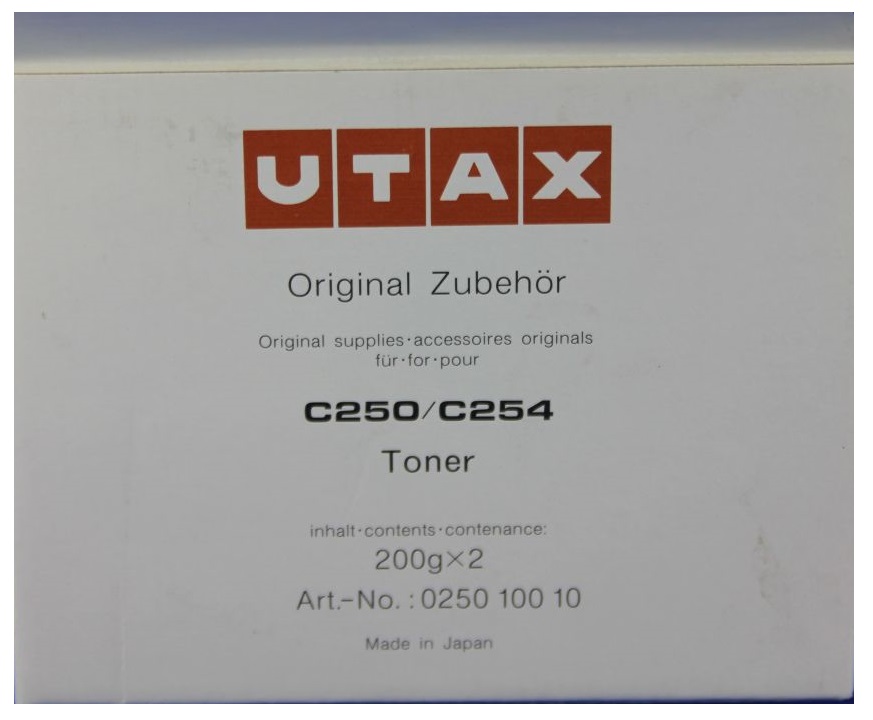 UTAX
Original Zubehör
Original supplies·accessoires originals
für·for·pour
C250/C254
Toner
inhalt·contents·contenance:
200g×2
Art.-No.: 0250 100 10
Made in Japan